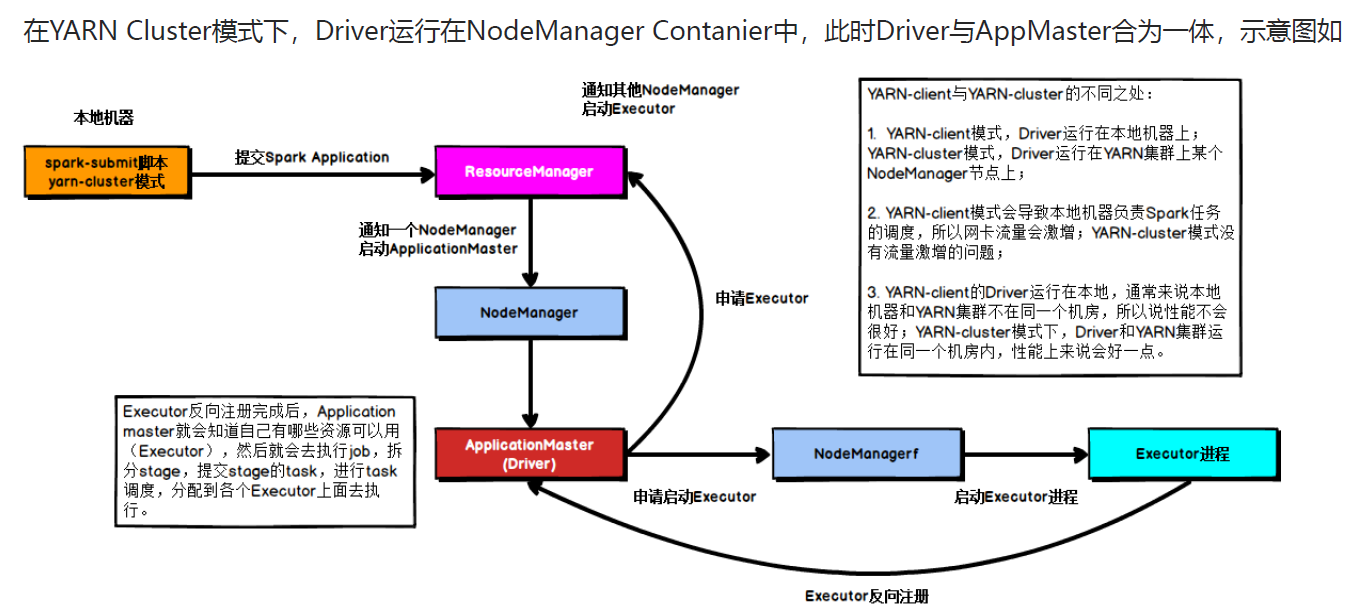 在YARN Cluster模式下，Driver运行在NodeManager Contanier中，此时Driver与AppMaster合为一体，示意图如
通知其他NodeManager
启动Executor
本地机器
spark-submit脚本
yarn-cluster模式
提交Spark Application
ResourceManager
通知一个NodeManager
启动ApplicationMaster
NodeManager
申请Executor
YARN-client与YARN-cluster的不同之处：
1. YARN-client模式，Driver运行在本地机器上；
YARN-cluster模式，Driver运行在YARN集群上某个
NodeManager节点上；
2. YARN-client模式会导致本地机器负责Spark任务
的调度，所以网卡流量会激增；YARN-cluster模式没
有流量激增的问题；
3. YARN-client的Driver运行在本地，通常来说本地
机器和YARN集群不在同一个机房，所以说性能不会
很好；YARN-cluster模式下，Driver和YARN集群运
行在同一个机房内，性能上来说会好一点。
Executor反向注册完成后，Application
master就会知道自己有哪些资源可以用
（Executor），然后就会去执行job，拆
分stage，提交stage的task，进行task
调度，分配到各个Executor上面去执
行。
ApplicationMaster
(Driver)
申请启动Executor
NodeManagerf
启动Executor进程
Executor进程
Executor反向注册